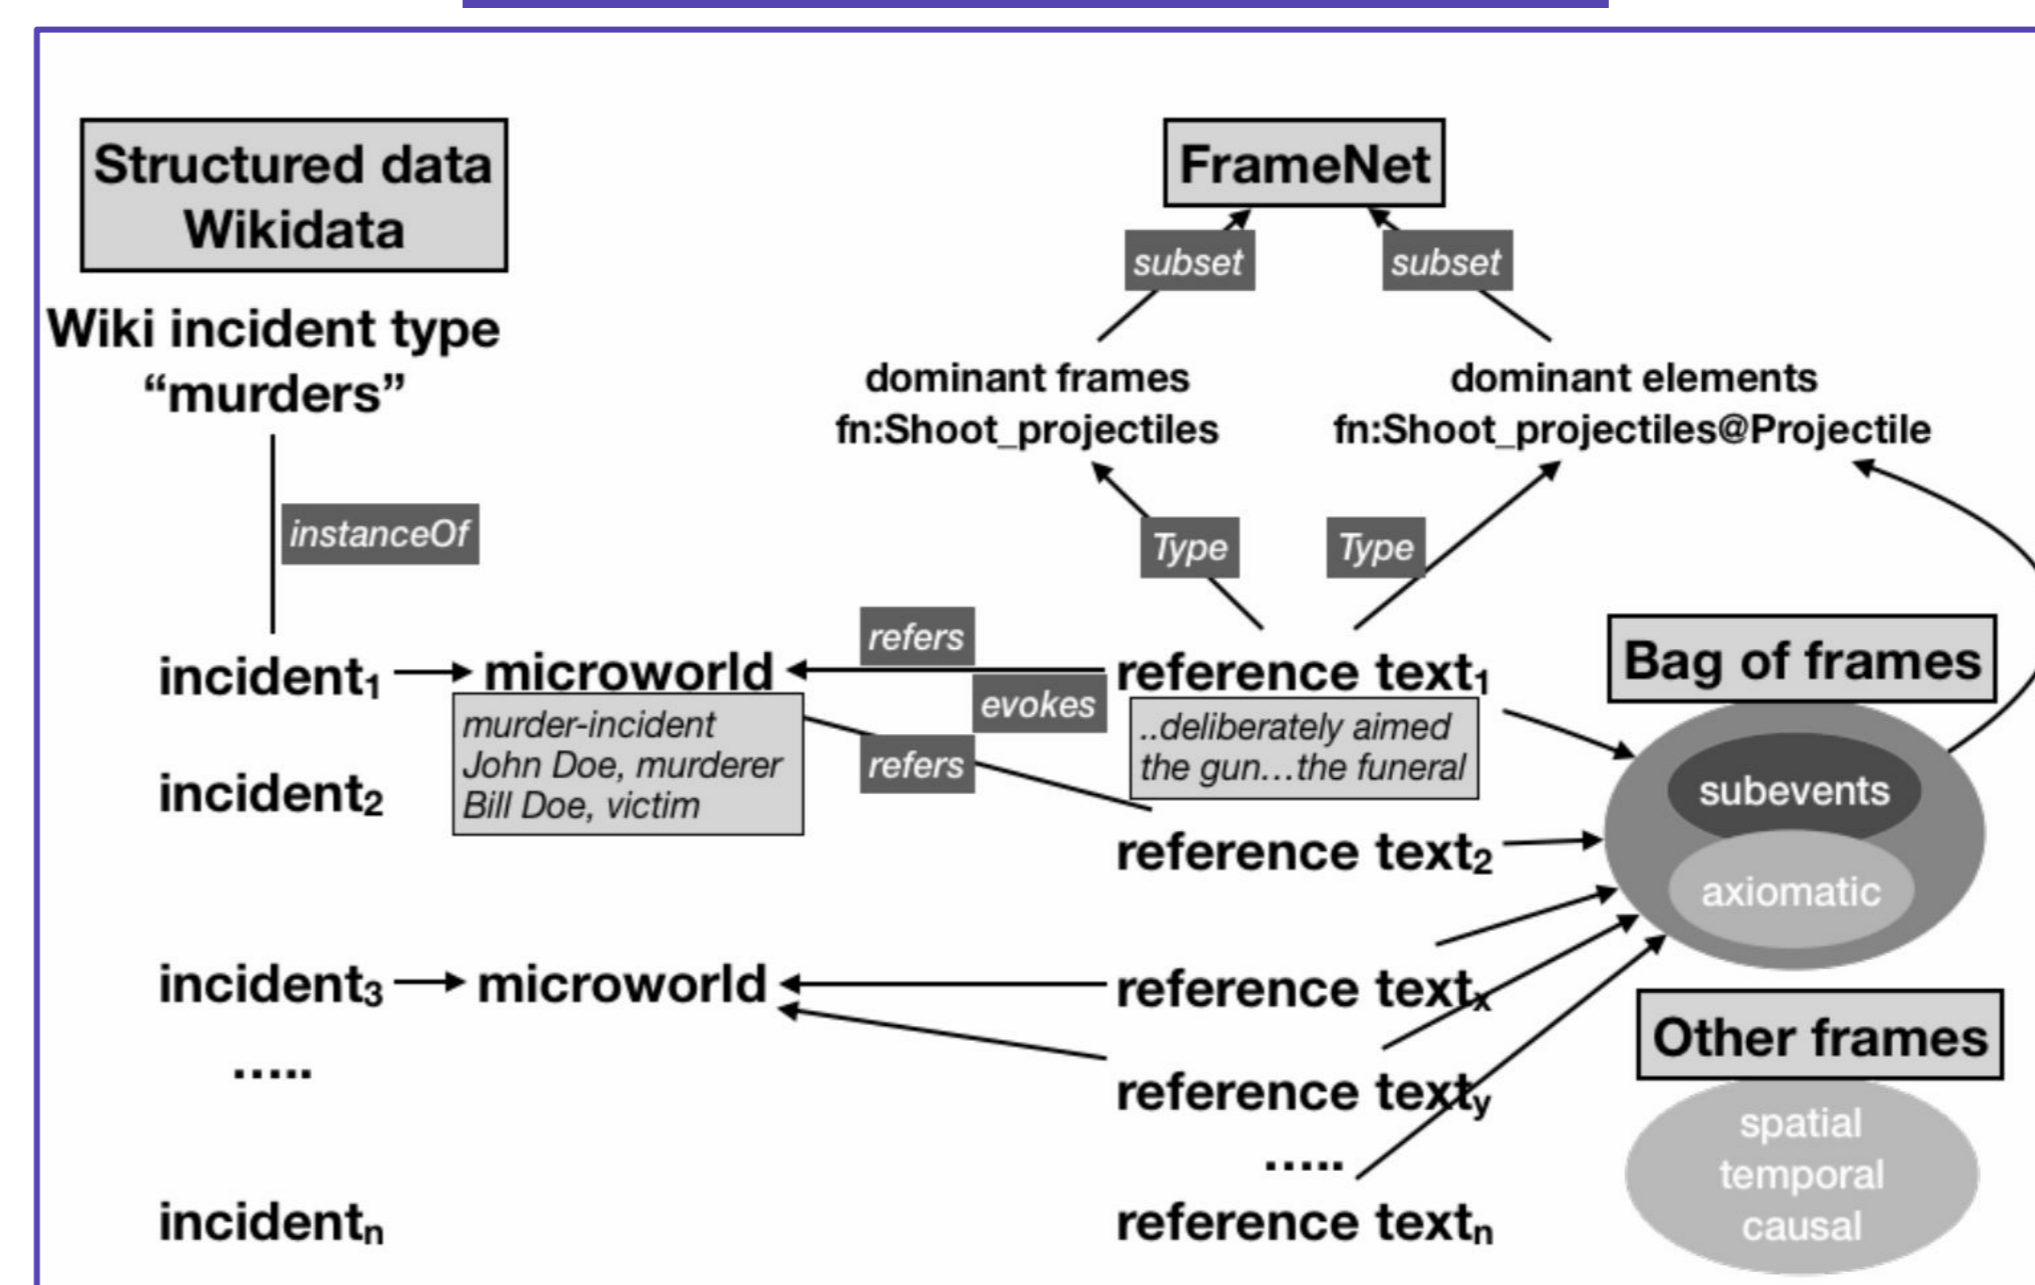 Structured data
Wikidata
Wiki incident type
“murders”
instanceOf
FrameNet
subset
subset
dominant frames
fn:Shoot_projectiles
dominant elements
fn:Shoot_projectiles@Projectile
Type
Type
incident₁
microworld
refers
evokes
reference text₁
murder-incident
John Doe, murderer
Bill Doe, victim
refers
..deliberately aimed
the gun...the funeral
Bag of frames
subevents
axiomatic
incident₂
reference text₂
incident₃
microworld
reference textₓ
.....
reference textᵧ
.....
incidentₙ
reference textₙ
Other frames
spatial
temporal
causal